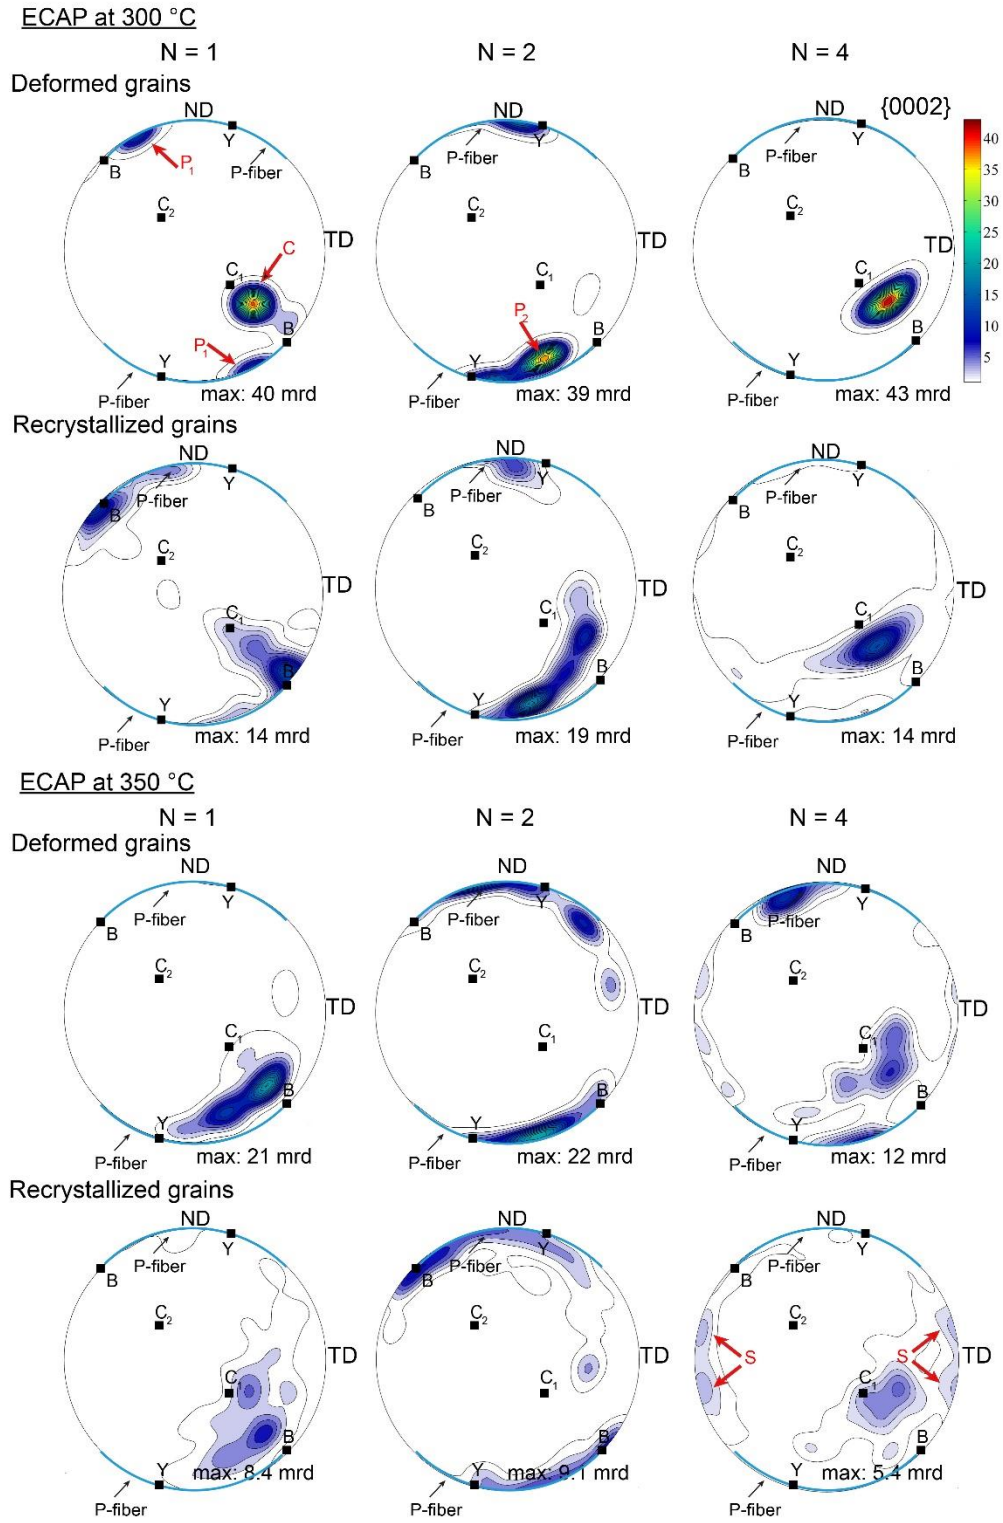 ECAP at 300 °C
N = 1 N = 2 N = 4
Deformed grains
ND ND ND {0002}
Y Y Y
P-fiber P-fiber P-fiber
B P1 B B
C2 C2 C2
TD TD
C1 C C1 C1
P1 P2
B B B
Y Y Y
P-fiber P-fiber P-fiber
max: 40 mrd max: 39 mrd max: 43 mrd
40
35
30
25
20
15
10
5
Recrystallized grains
ND ND ND
Y Y Y
P-fiber P-fiber P-fiber
B B B
C2 C2 C2
TD TD TD
C1 C1 C1
B B B
Y Y Y
P-fiber P-fiber P-fiber
max: 14 mrd max: 19 mrd max: 14 mrd
ECAP at 350 °C
N = 1 N = 2 N = 4
Deformed grains
ND ND ND
P-fiber P-fiber P-fiber
Y Y Y
B B B
C2 C2 C2
TD TD TD
C1 C1 C1
B B B
Y Y Y
P-fiber P-fiber P-fiber
max: 21 mrd max: 22 mrd max: 12 mrd
Recrystallized grains
ND ND ND
Y Y Y
P-fiber P-fiber P-fiber
B B B
C2 C2 C2
TD TD TD
S S
C1 C1 C1
B B B
Y Y Y
max: 8.4 mrd max: 9.1 mrd max: 5.4 mrd
P-fiber P-fiber P-fiber